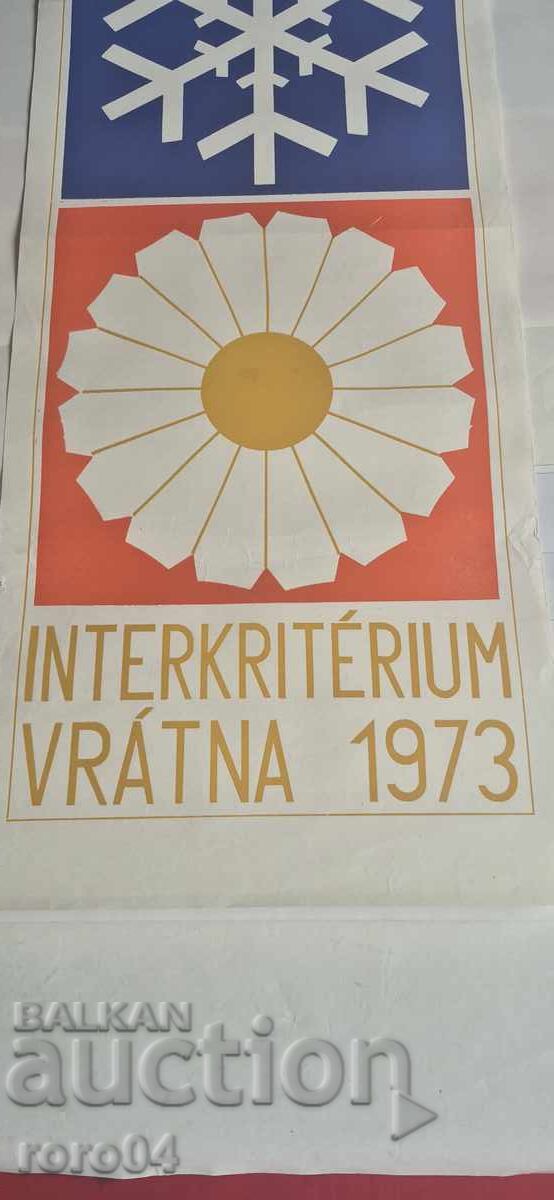 INTERKRITÉRIUM
VRÁTNA 1973
BALKAN
auction
roro04